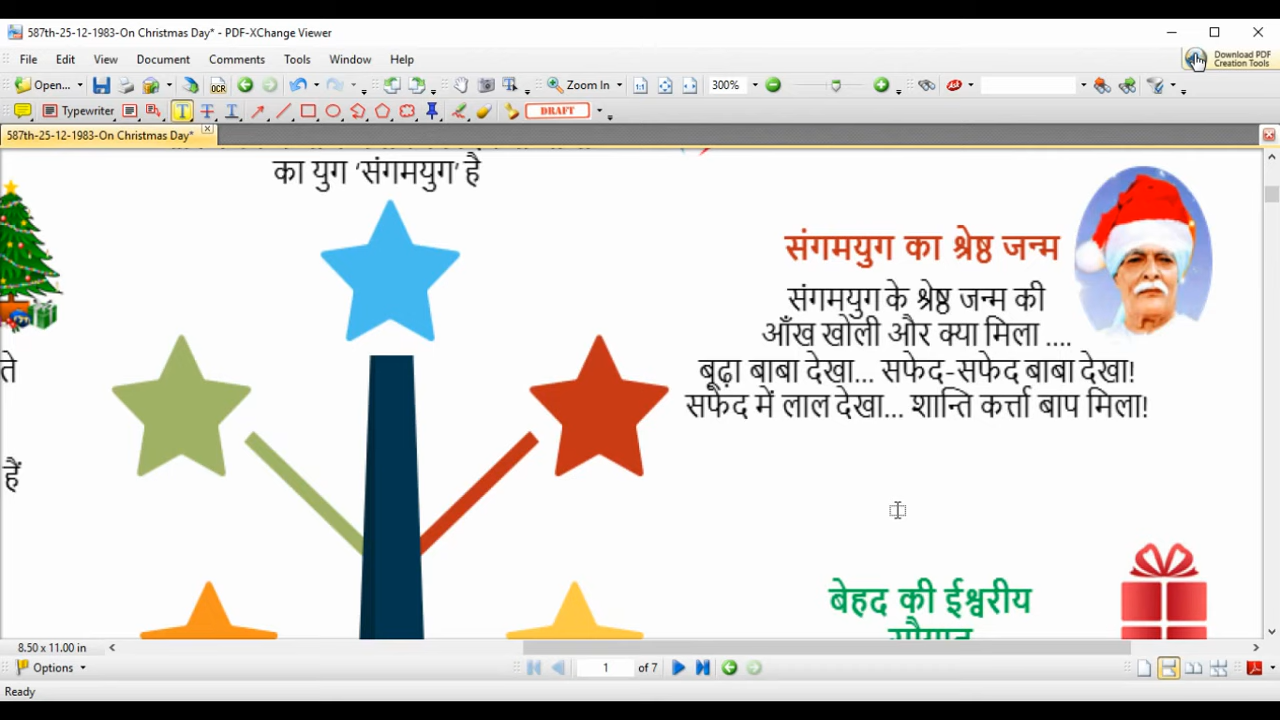 587th-25-12-1983-On Christmas Day* - PDF-XChange Viewer
File Edit View Document Comments Tools Window Help
Download PDF
Creation Tools
Open... OCR Zoom In 1:1 300%
Typewriter T T T DRAFT
587th-25-12-1983-On Christmas Day*
का युग ‘संगमयुग’ है
संगमयुग का श्रेष्ठ जन्म
संगमयुग के श्रेष्ठ जन्म की
आँख खोली और क्या मिला ....
बूढ़ा बाबा देखा... सफेद-सफेद बाबा देखा!
सफेद में लाल देखा... शान्ति कर्त्ता बाप मिला!
ते
हैं
बेहद की ईश्वरीय
8.50 x 11.00 in
Options 1 of 7
Ready